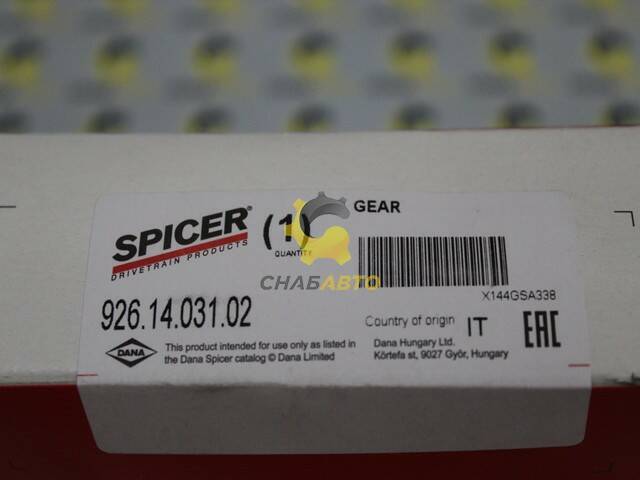 SPICER®
DRIVETRAIN PRODUCTS
(1)
QUANTITY
GEAR
X144GSA338
СНАБАВТО
926.14.031.02
Country of origin IT
EAC
DANA
This product intended for use only as listed in
the Dana Spicer catalog © Dana Limited
Dana Hungary Ltd.
Körtefa st, 9027 Győr, Hungary